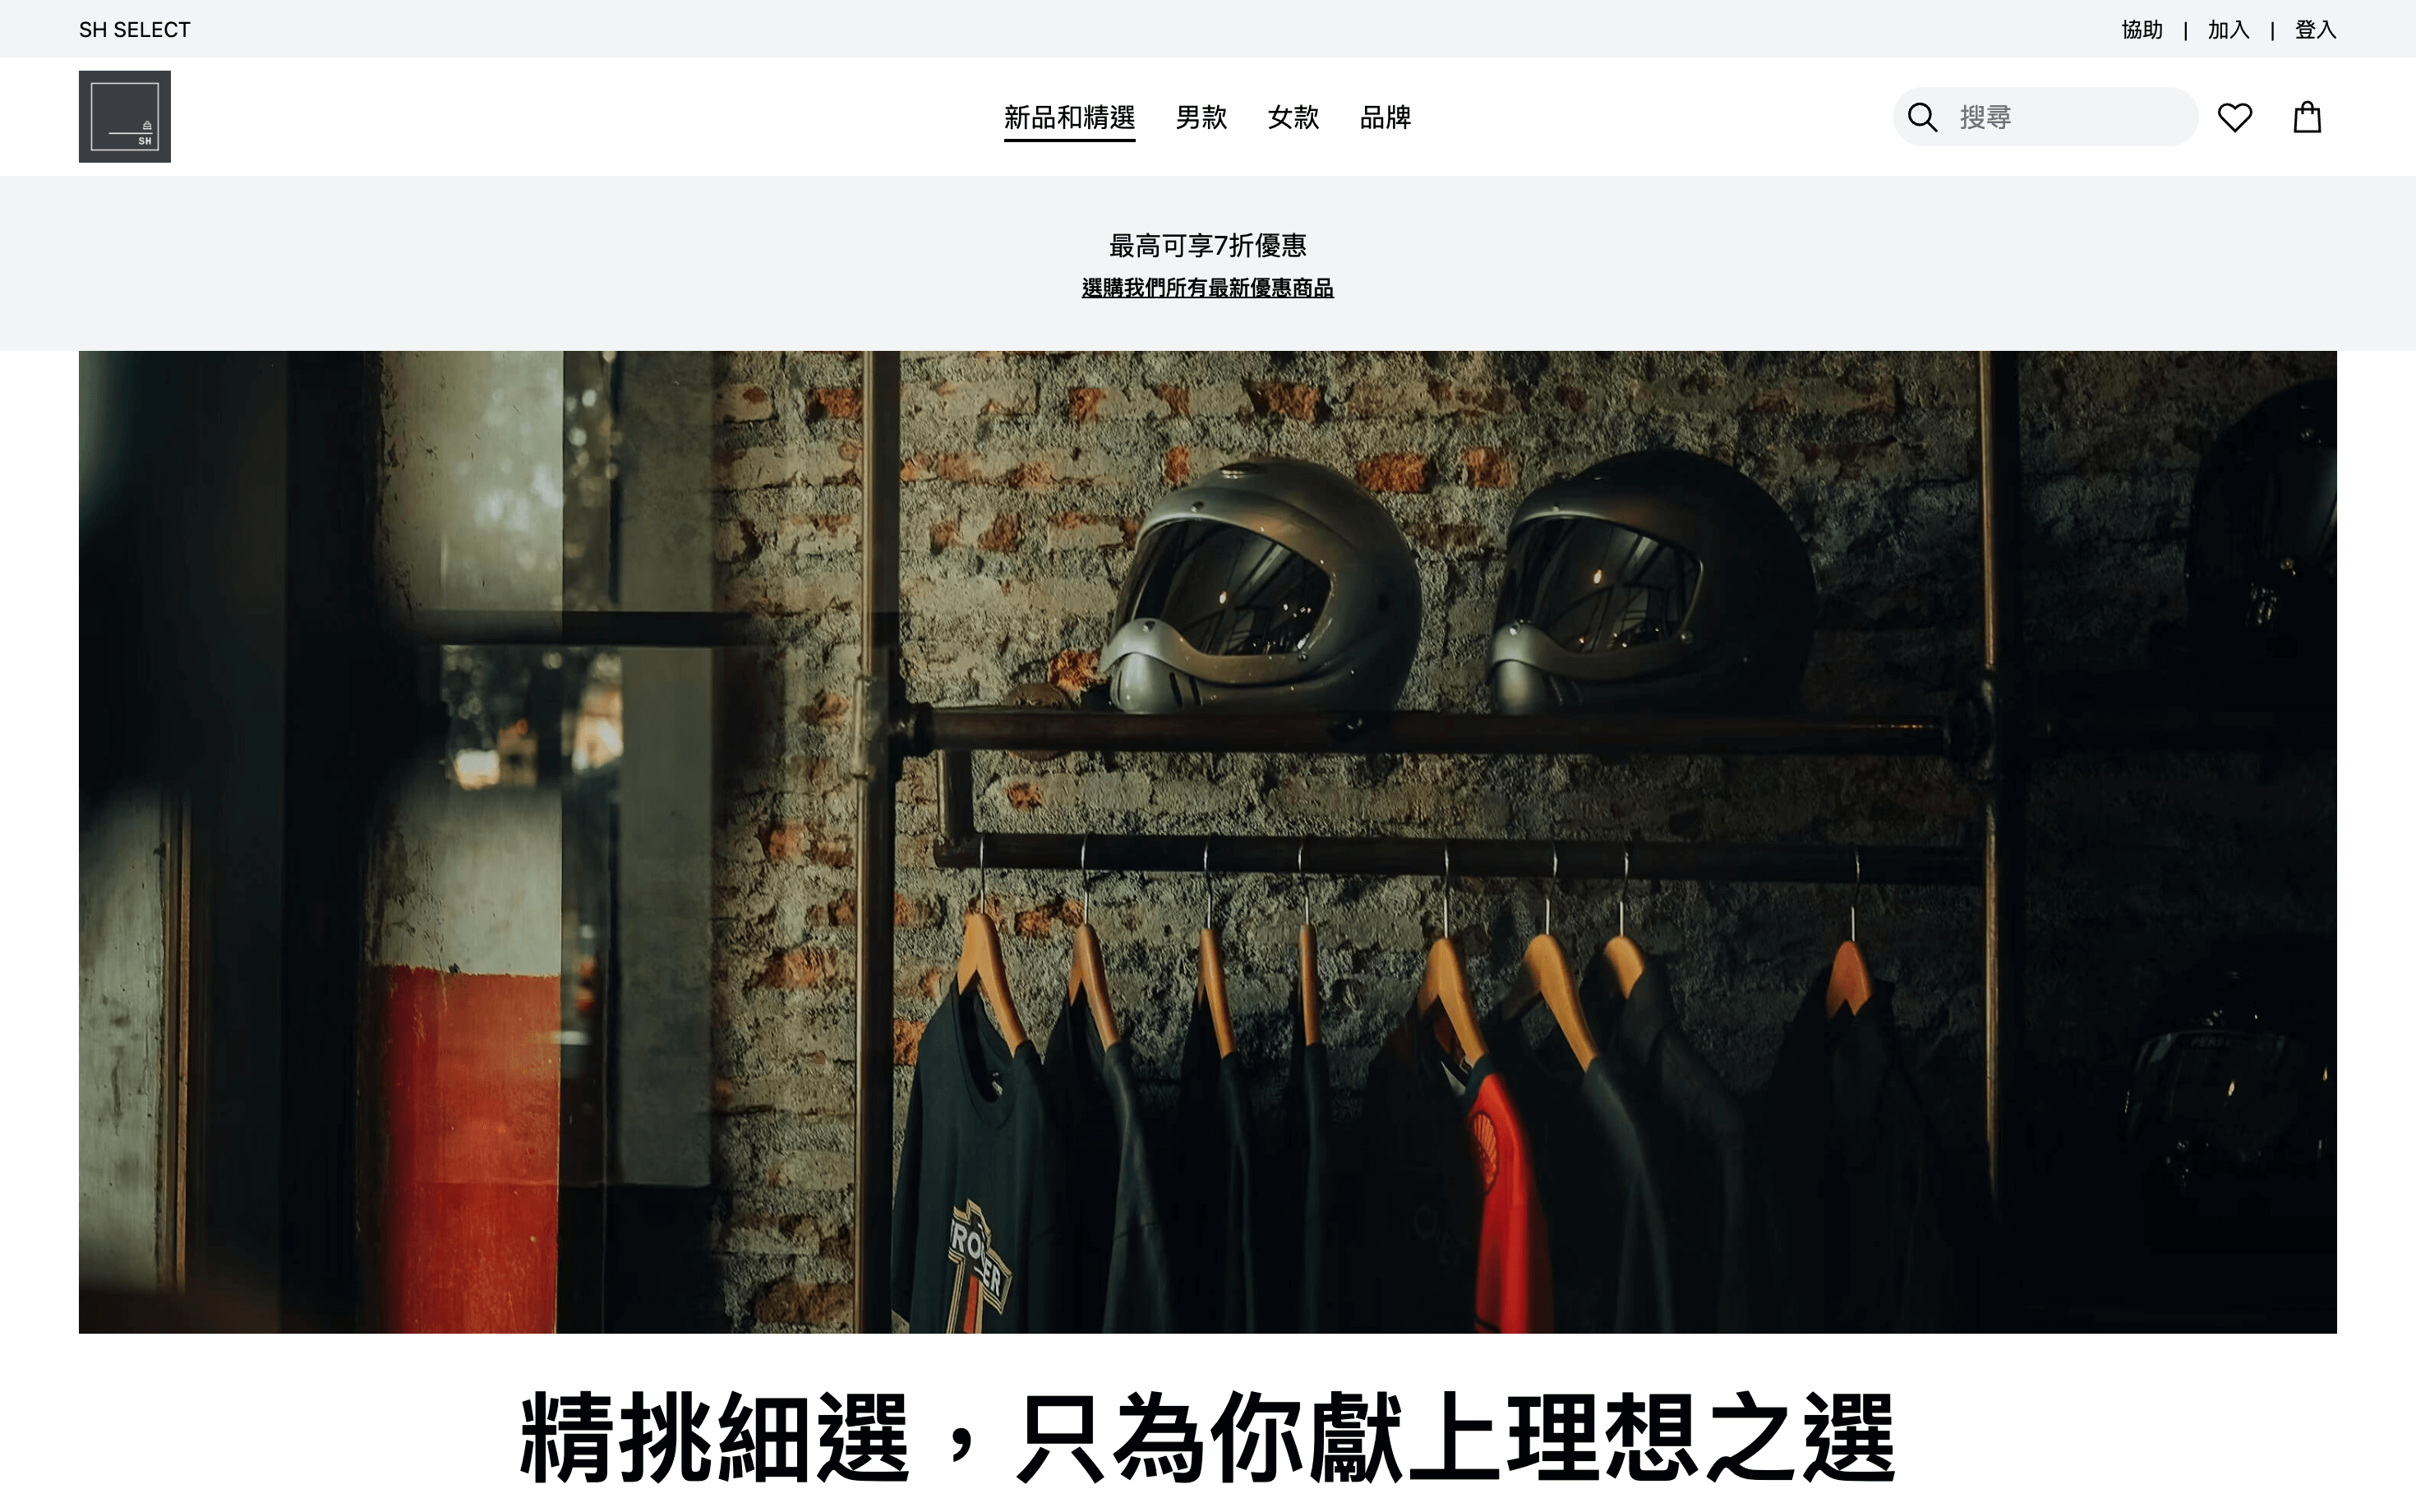 SH SELECT
協助 | 加入 | 登入
SH
新品和精選 男款 女款 品牌
搜尋
最高可享7折優惠
選購我們所有最新優惠商品
精挑細選，只為你獻上理想之選